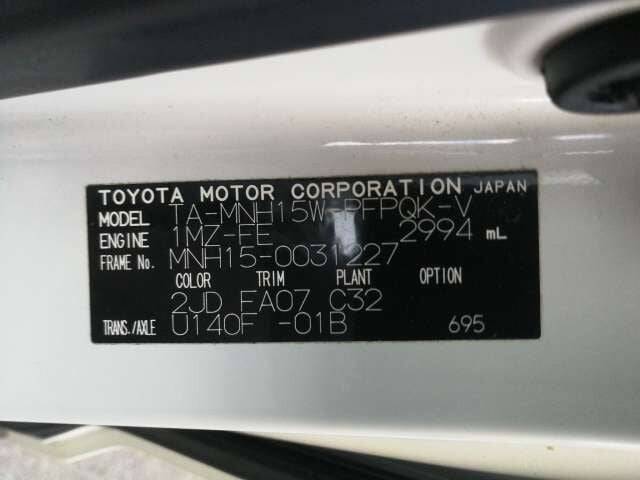 TOYOTA MOTOR CORPORATION JAPAN
MODEL TA-MNH15W-PFPQK-V
ENGINE 1MZ-FE 2994 mL
FRAME No. MNH15-0031227
COLOR TRIM PLANT OPTION
2JD FA07 C32
TRANS./AXLE U140F -01B 695